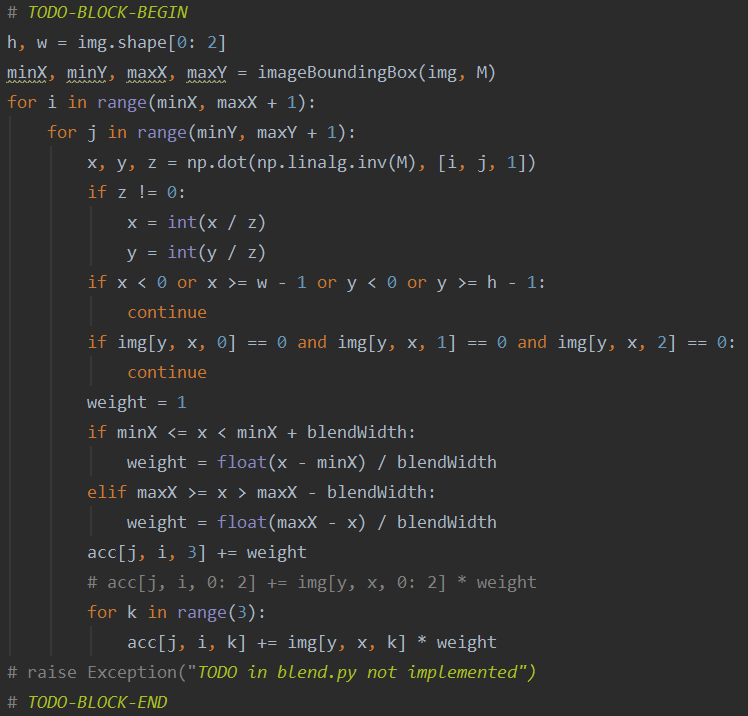 # TODO-BLOCK-BEGIN
h, w = img.shape[0: 2]
minX, minY, maxX, maxY = imageBoundingBox(img, M)
for i in range(minX, maxX + 1):
    for j in range(minY, maxY + 1):
        x, y, z = np.dot(np.linalg.inv(M), [i, j, 1])
        if z != 0:
            x = int(x / z)
            y = int(y / z)
        if x < 0 or x >= w - 1 or y < 0 or y >= h - 1:
            continue
        if img[y, x, 0] == 0 and img[y, x, 1] == 0 and img[y, x, 2] == 0:
            continue
        weight = 1
        if minX <= x < minX + blendWidth:
            weight = float(x - minX) / blendWidth
        elif maxX >= x > maxX - blendWidth:
            weight = float(maxX - x) / blendWidth
        acc[j, i, 3] += weight
        # acc[j, i, 0: 2] += img[y, x, 0: 2] * weight
        for k in range(3):
            acc[j, i, k] += img[y, x, k] * weight
# raise Exception("TODO in blend.py not implemented")
# TODO-BLOCK-END